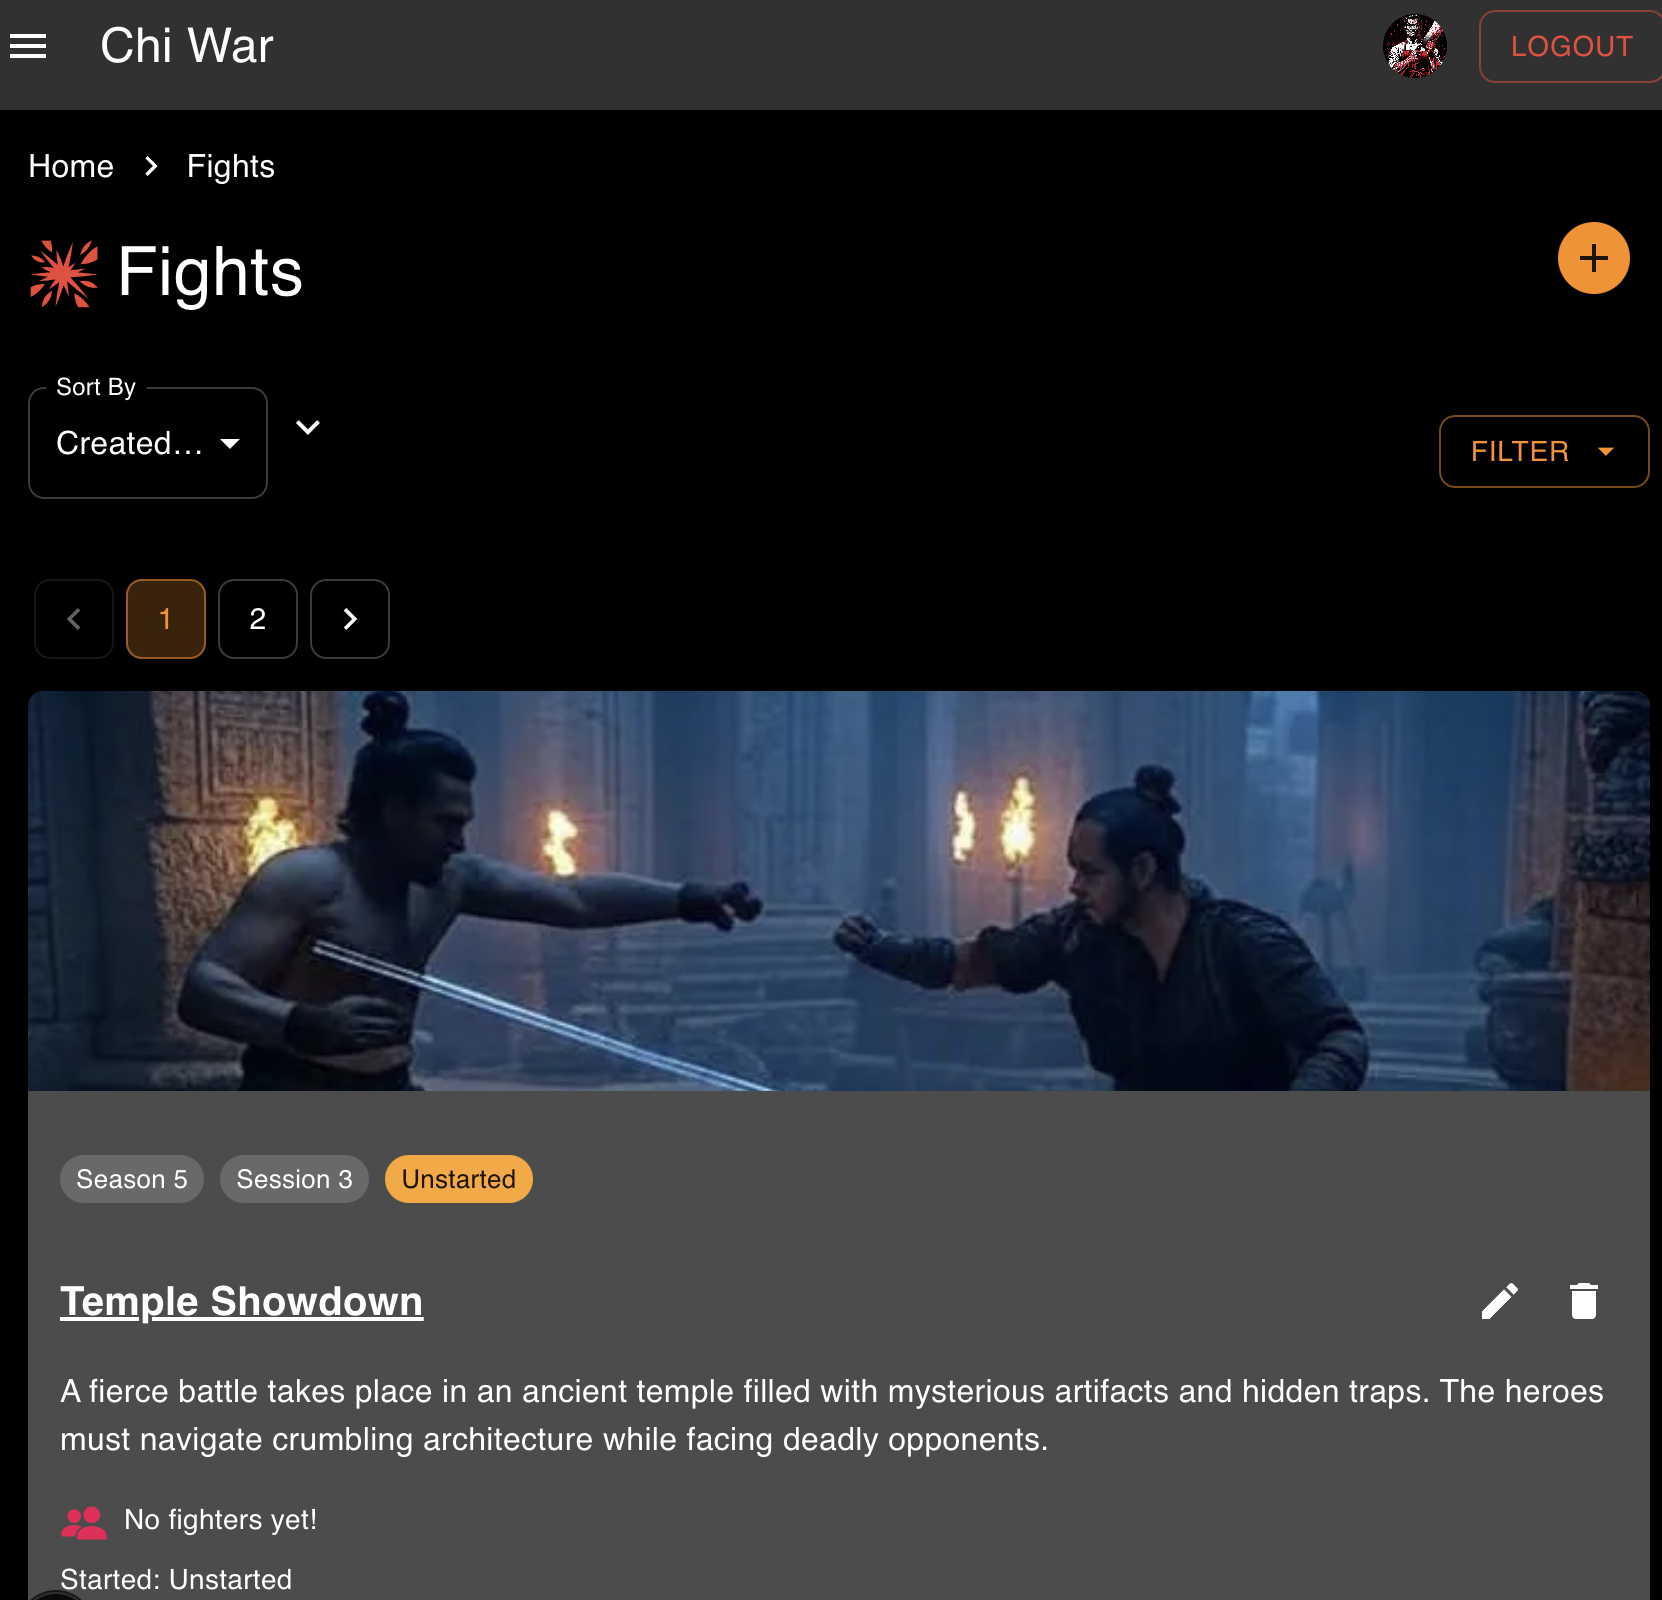 Chi War
LOGOUT
Home
Fights
Fights
Sort By
Created...
FILTER
1
2
Season 5
Session 3
Unstarted
Temple Showdown
A fierce battle takes place in an ancient temple filled with mysterious artifacts and hidden traps. The heroes
must navigate crumbling architecture while facing deadly opponents.
No fighters yet!
Started: Unstarted